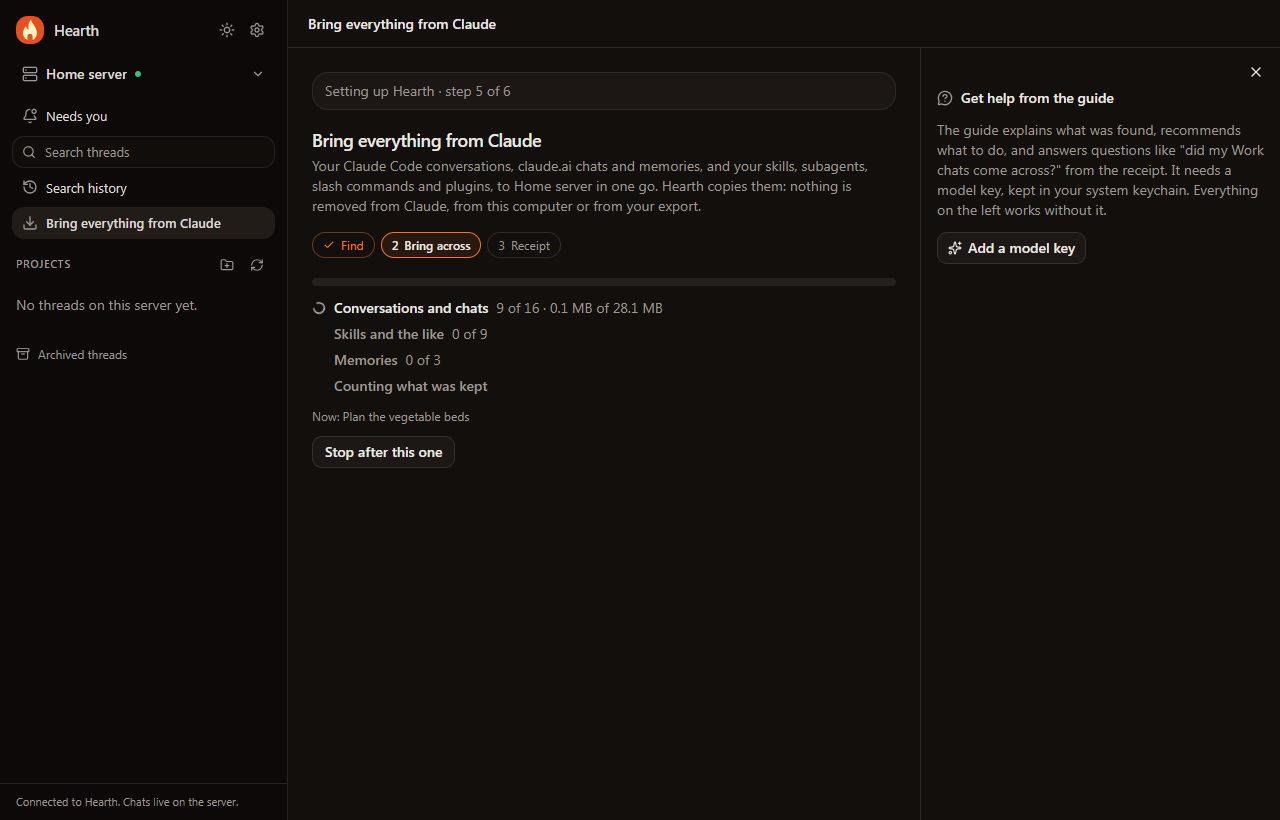 Hearth
Home server
Needs you
Search threads
Search history
Bring everything from Claude
PROJECTS
No threads on this server yet.
Archived threads
Connected to Hearth. Chats live on the server.
Bring everything from Claude
Setting up Hearth · step 5 of 6
Bring everything from Claude
Your Claude Code conversations, claude.ai chats and memories, and your skills, subagents,
slash commands and plugins, to Home server in one go. Hearth copies them: nothing is
removed from Claude, from this computer or from your export.
Find
2 Bring across
3 Receipt
Conversations and chats 9 of 16 · 0.1 MB of 28.1 MB
Skills and the like 0 of 9
Memories 0 of 3
Counting what was kept
Now: Plan the vegetable beds
Stop after this one
Get help from the guide
The guide explains what was found, recommends
what to do, and answers questions like "did my Work
chats come across?" from the receipt. It needs a
model key, kept in your system keychain. Everything
on the left works without it.
Add a model key